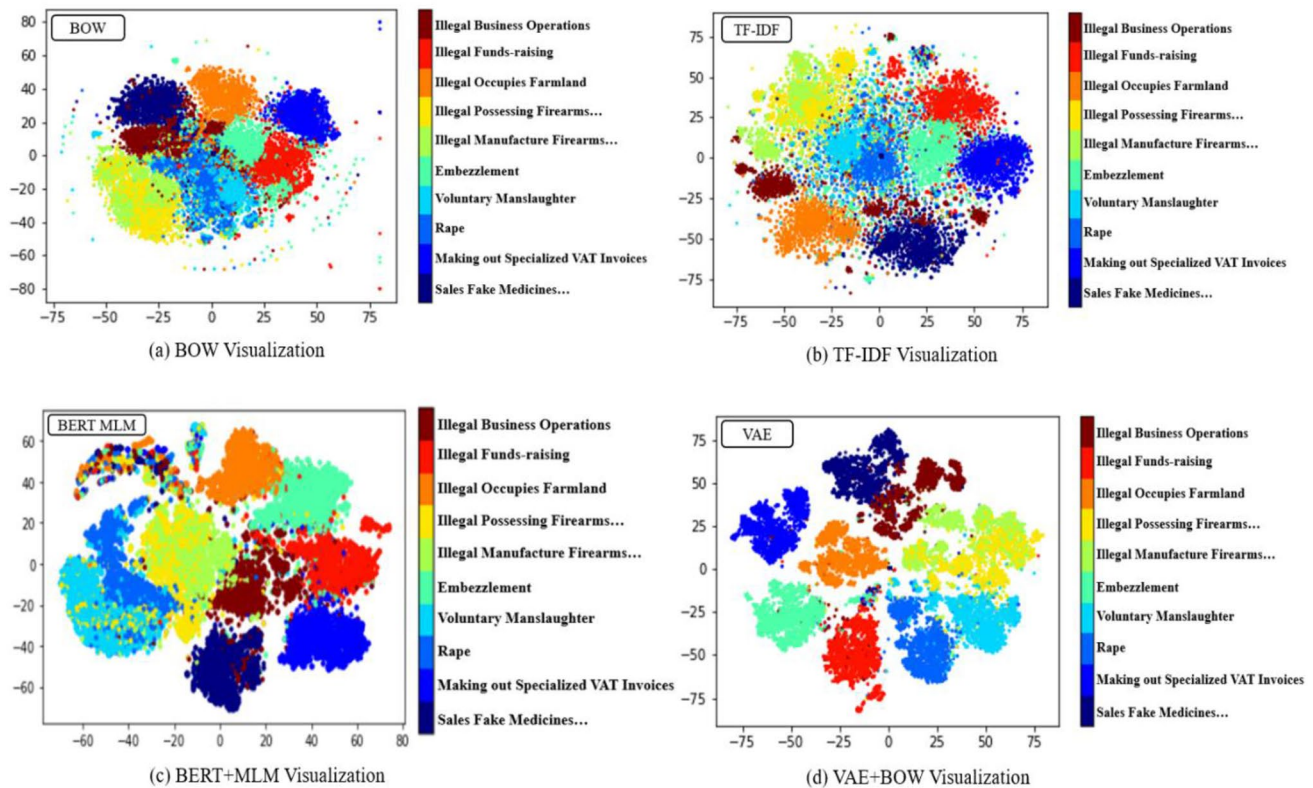 BOW
80
60
40
20
0
−20
−40
−60
−80
−75
−50
−25
0
25
50
75
Illegal Business Operations
Illegal Funds-raising
Illegal Occupies Farmland
Illegal Possessing Firearms…
Illegal Manufacture Firearms…
Embezzlement
Voluntary Manslaughter
Rape
Making out Specialized VAT Invoices
Sales Fake Medicines…
(a) BOW Visualization
TF-IDF
75
50
25
0
−25
−50
−75
−75
−50
−25
0
25
50
75
Illegal Business Operations
Illegal Funds-raising
Illegal Occupies Farmland
Illegal Possessing Firearms…
Illegal Manufacture Firearms…
Embezzlement
Voluntary Manslaughter
Rape
Making out Specialized VAT Invoices
Sales Fake Medicines…
(b) TF-IDF Visualization
BERT MLM
60
40
20
0
−20
−40
−60
−60
−40
−20
0
20
40
60
80
Illegal Business Operations
Illegal Funds-raising
Illegal Occupies Farmland
Illegal Possessing Firearms…
Illegal Manufacture Firearms…
Embezzlement
Voluntary Manslaughter
Rape
Making out Specialized VAT Invoices
Sales Fake Medicines…
(c) BERT+MLM Visualization
VAE
75
50
25
0
−25
−50
−75
−75
−50
−25
0
25
50
75
Illegal Business Operations
Illegal Funds-raising
Illegal Occupies Farmland
Illegal Possessing Firearms…
Illegal Manufacture Firearms…
Embezzlement
Voluntary Manslaughter
Rape
Making out Specialized VAT Invoices
Sales Fake Medicines…
(d) VAE+BOW Visualization